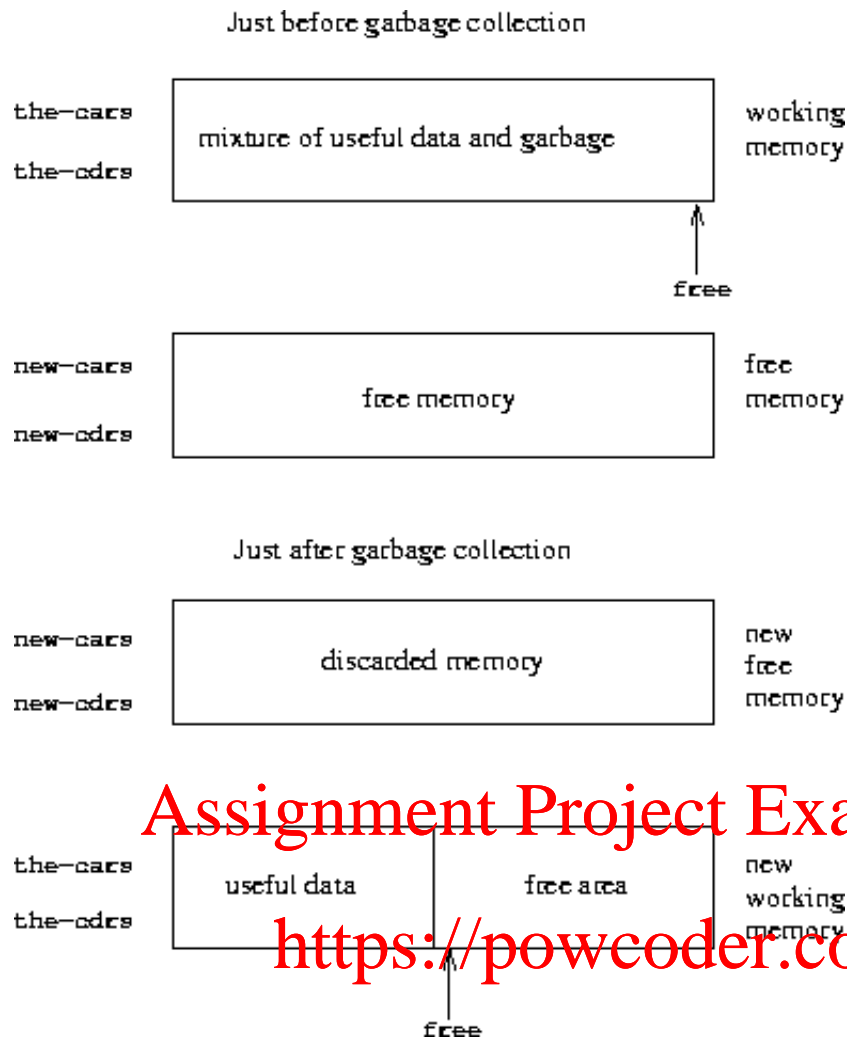 Just before garbage collection
the-cars
mixture of useful data and garbage
working
memory
the-cdrs
free
new-cars
free memory
free
memory
new-cdrs
Just after garbage collection
new-cars
discarded memory
new
free
memory
new-cdrs
Assignment Project Exa
the-cars
useful data
free area
new
working
memory
the-cdrs
https://powcoder.co
free